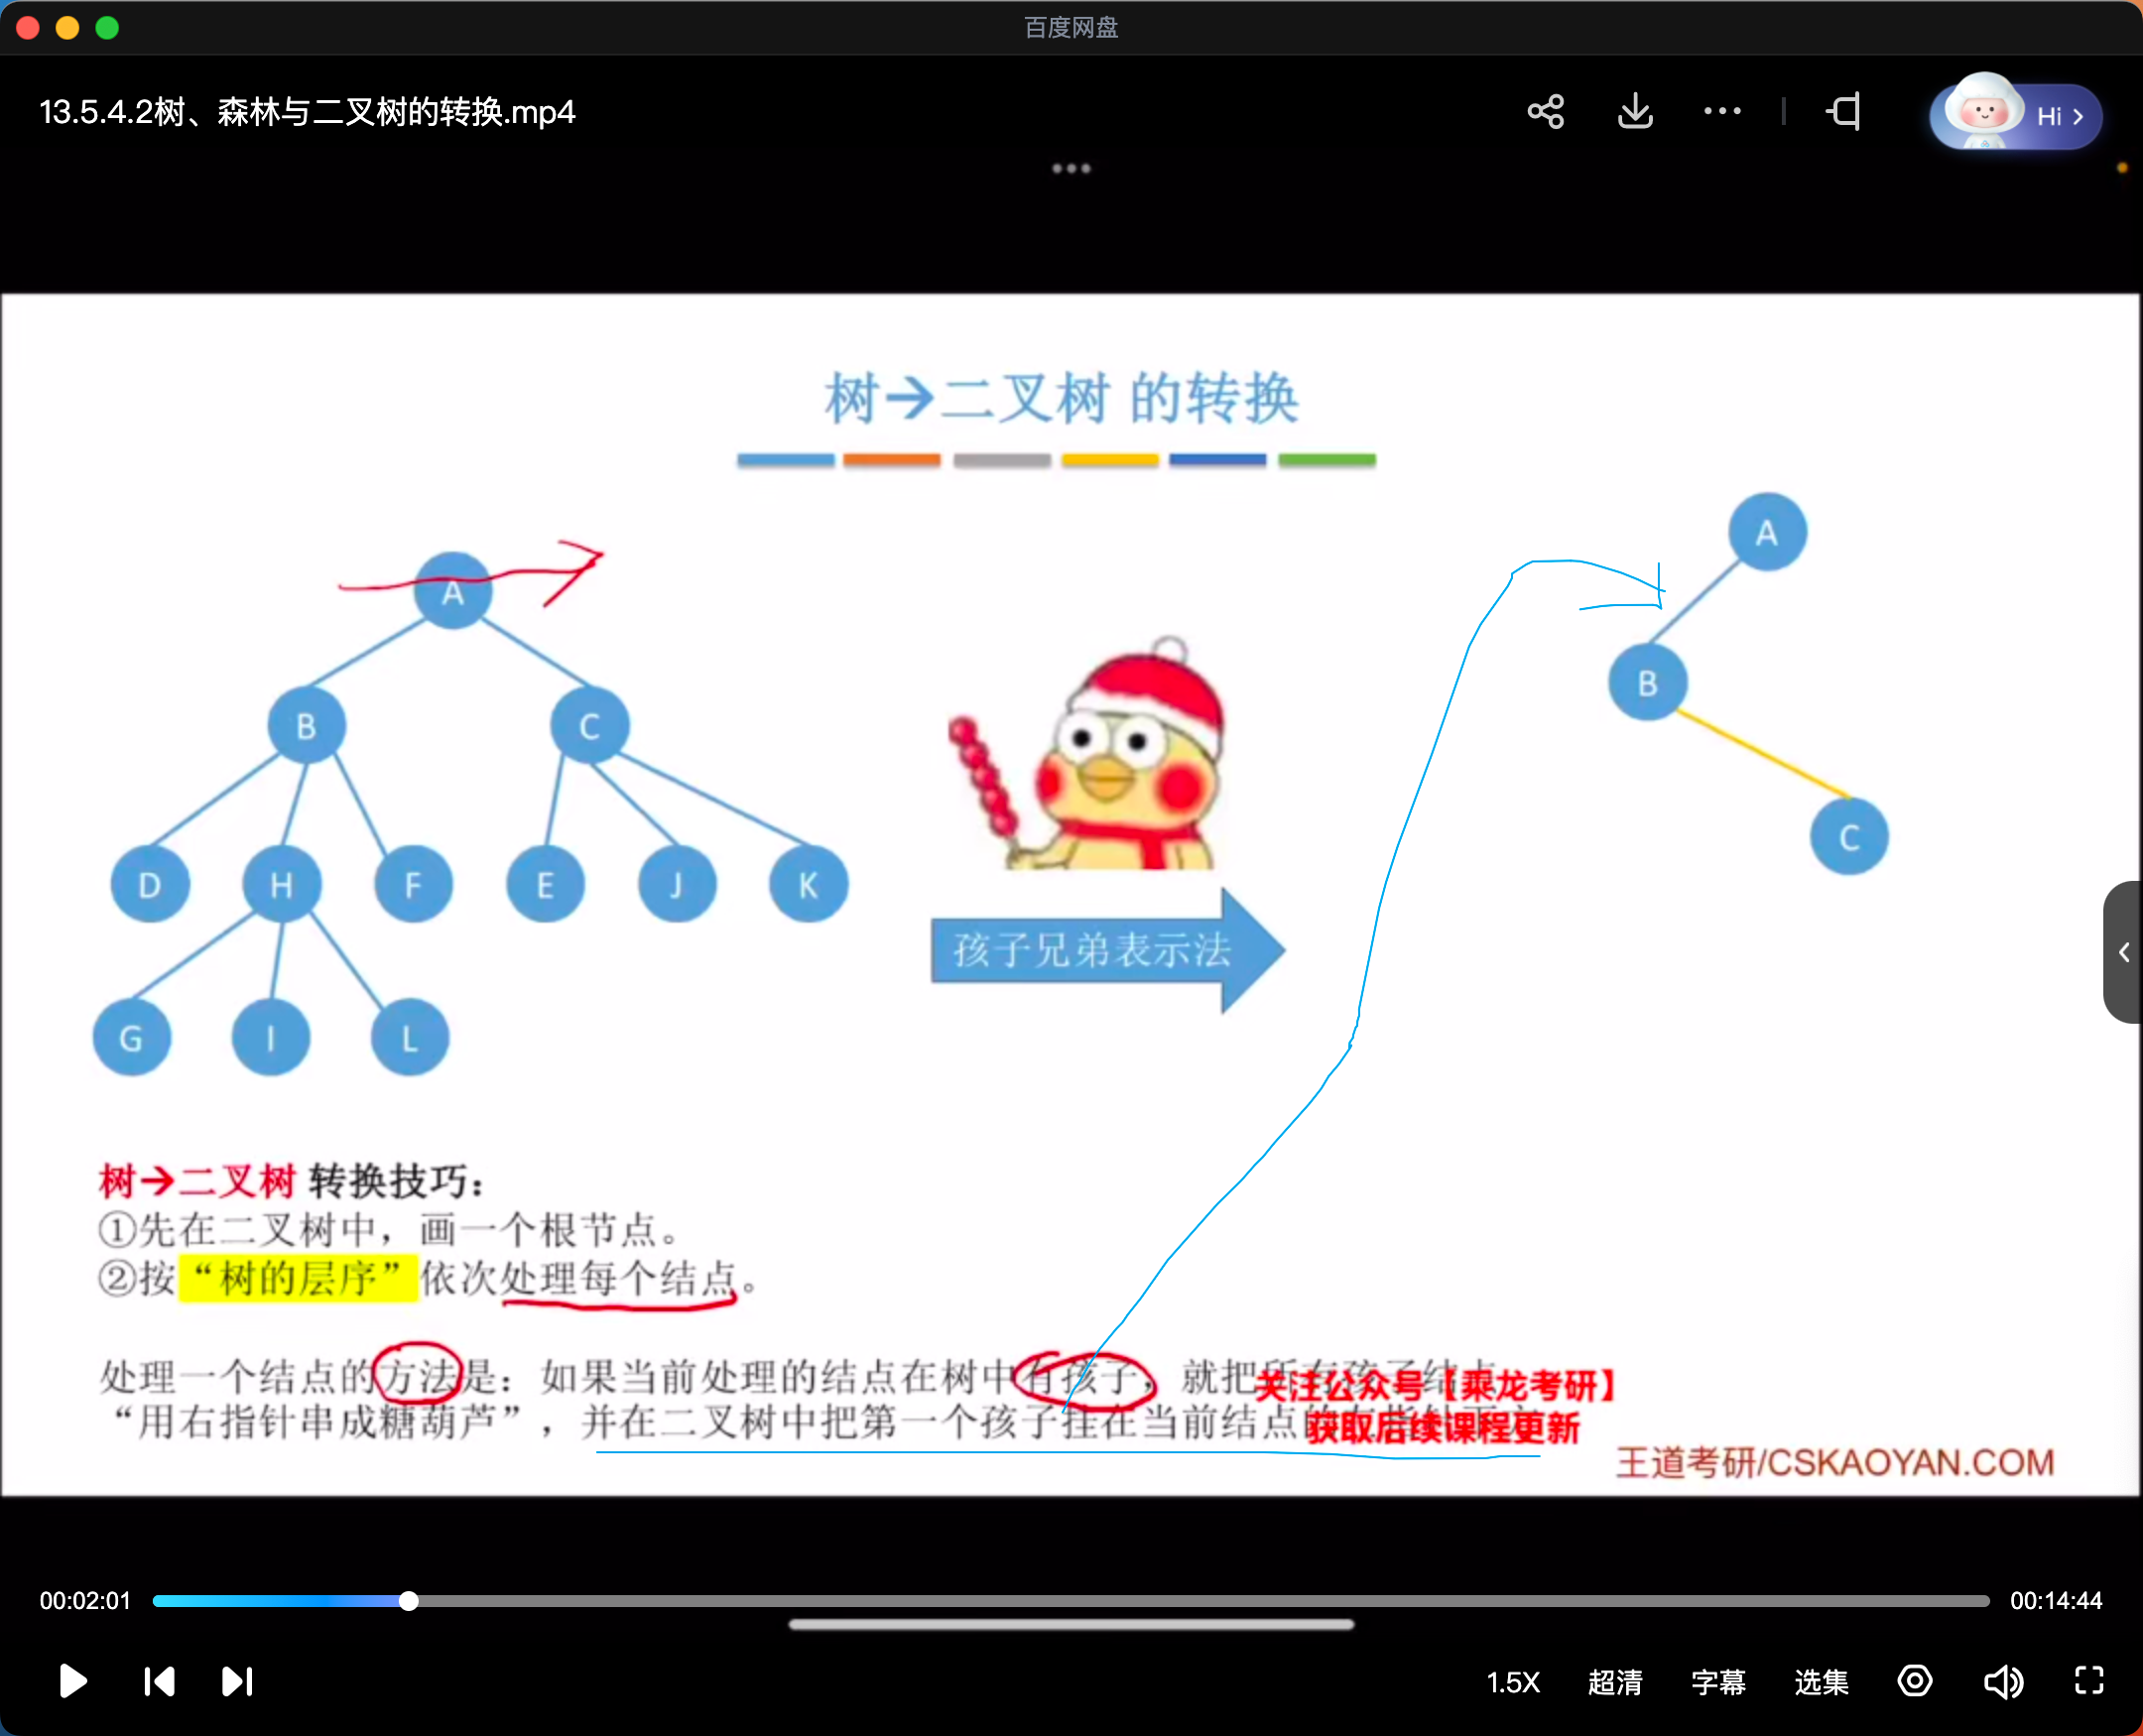 百度网盘
13.5.4.2树、森林与二叉树的转换.mp4
Hi
树→二叉树 的转换
A
A
B
C
B
C
D
H
F
E
J
K
孩子兄弟表示法
G
I
L
树→二叉树 转换技巧：
①先在二叉树中，画一个根节点。
②按“树的层序”依次处理每个结点。
处理一个结点的方法是：如果当前处理的结点在树中有孩子，就把所有孩子结点
“用右指针串成糖葫芦”，并在二叉树中把第一个孩子挂在当前结点的
关注公众号【乘龙考研】
获取后续课程更新
王道考研/CSKAOYAN.COM
00:02:01
00:14:44
1.5X
超清
字幕
选集